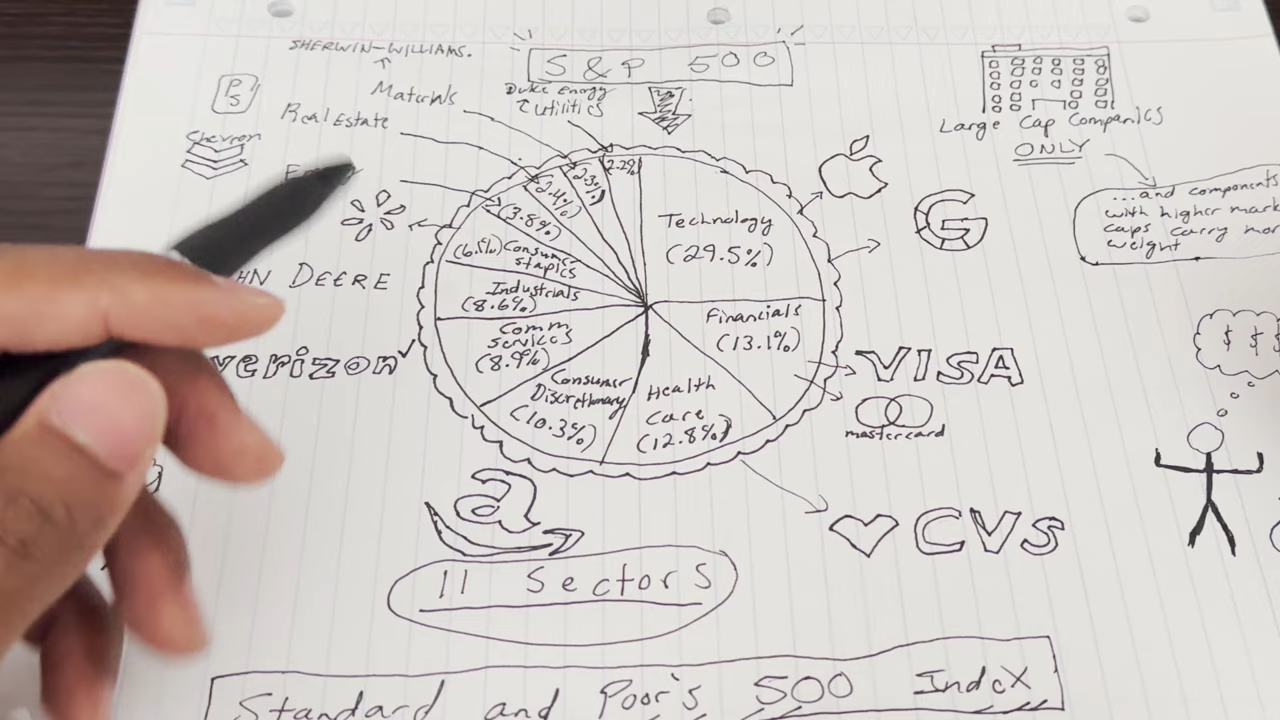 SHERWIN-WILLIAMS.
S & P 500
Materials
Duke Energy
Utilities
PS
Real Estate
Chevron
Large Cap Companies
ONLY
...and components
with higher mark
caps carry mor
weight
2.2%
2.3%
2.4%
(3.8%)
Technology
(29.5%)
G
(6.5%) Consumer
staples
HN DEERE
Industrials
(8.6%)
Financials
(13.1%)
Comm
services
(8.9%)
verizon
VISA
mastercard
Consumer
Discretionary
(10.3%)
Health
Care
(12.8%)
$ $ $
a
CVS
11 Sectors
Standard and Poor's 500 Index